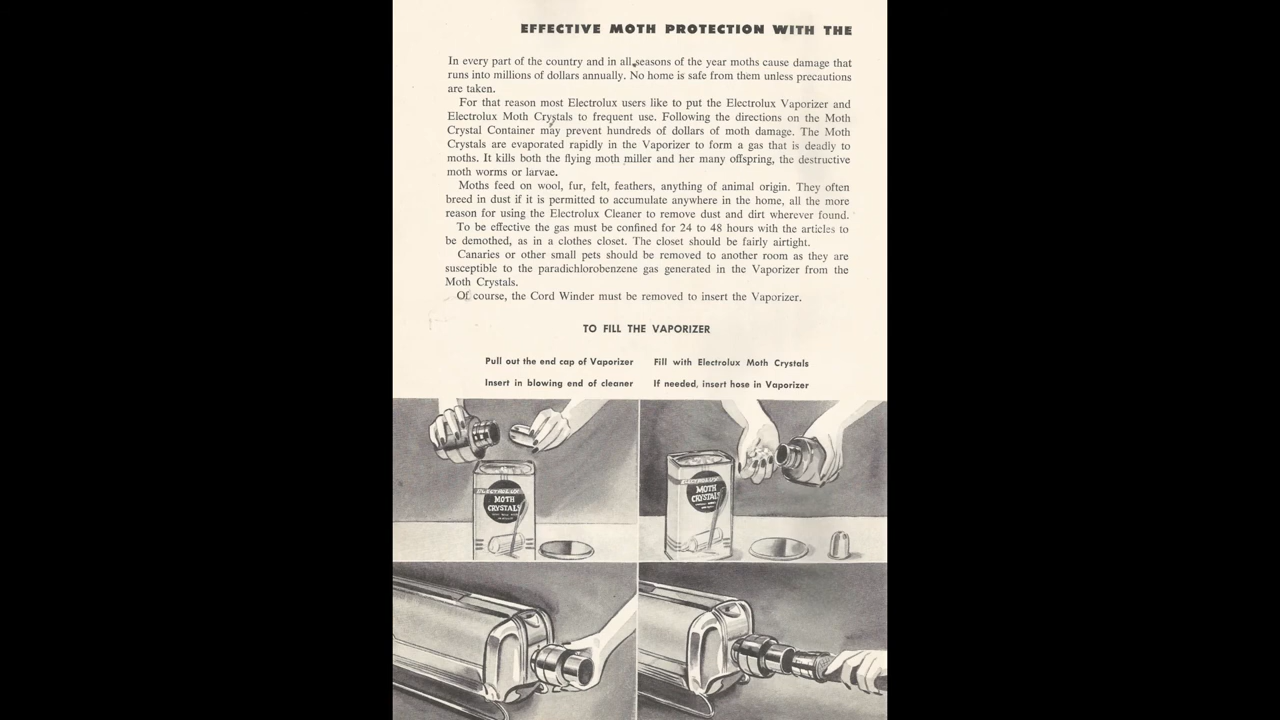 EFFECTIVE MOTH PROTECTION WITH THE
In every part of the country and in all seasons of the year moths cause damage that
runs into millions of dollars annually. No home is safe from them unless precautions
are taken.
For that reason most Electrolux users like to put the Electrolux Vaporizer and
Electrolux Moth Crystals to frequent use. Following the directions on the Moth
Crystal Container may prevent hundreds of dollars of moth damage. The Moth
Crystals are evaporated rapidly in the Vaporizer to form a gas that is deadly to
moths. It kills both the flying moth miller and her many offspring, the destructive
moth worms or larvae.
Moths feed on wool, fur, felt, feathers, anything of animal origin. They often
breed in dust if it is permitted to accumulate anywhere in the home, all the more
reason for using the Electrolux Cleaner to remove dust and dirt wherever found.
To be effective the gas must be confined for 24 to 48 hours with the articles to
be demothed, as in a clothes closet. The closet should be fairly airtight.
Canaries or other small pets should be removed to another room as they are
susceptible to the paradichlorobenzene gas generated in the Vaporizer from the
Moth Crystals.
Of course, the Cord Winder must be removed to insert the Vaporizer.
TO FILL THE VAPORIZER
Pull out the end cap of Vaporizer
Fill with Electrolux Moth Crystals
Insert in blowing end of cleaner
If needed, insert hose in Vaporizer
ELECTROLUX
MOTH
CRYSTALS
ELECTROLUX
MOTH
CRYSTALS